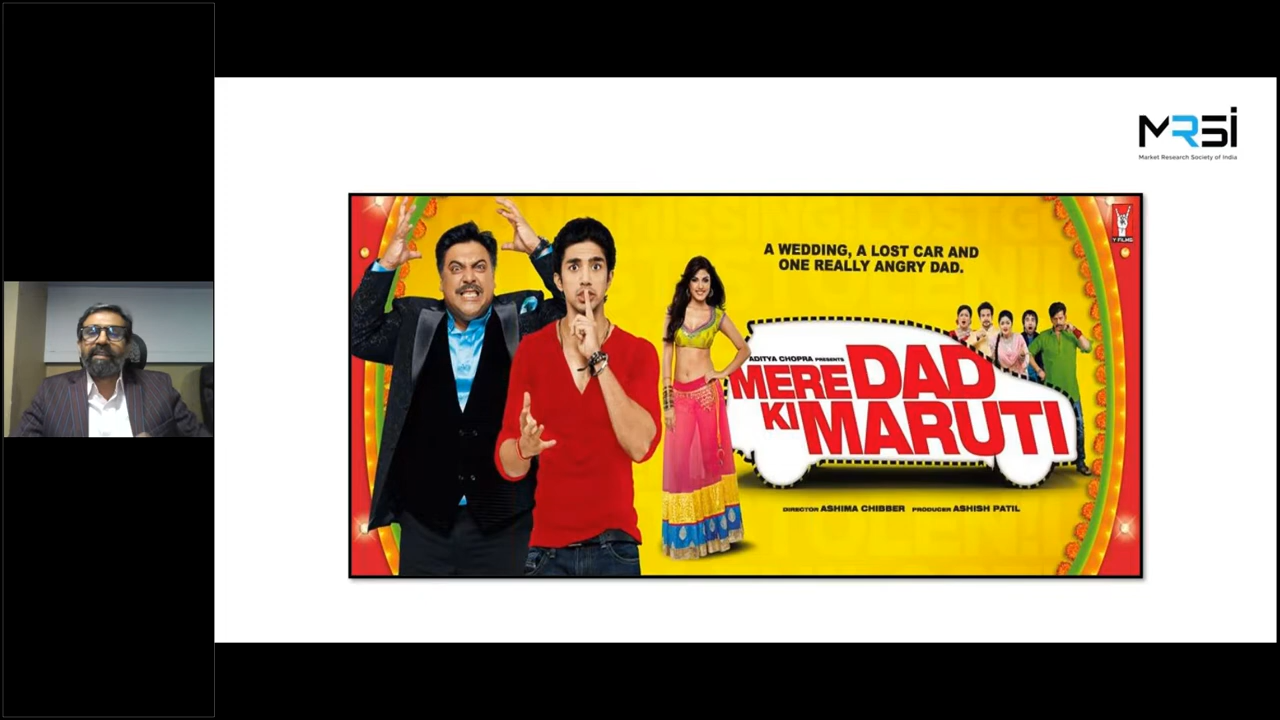 MRSI
Market Research Society of India
Y FILMS
A WEDDING, A LOST CAR AND
ONE REALLY ANGRY DAD.
ADITYA CHOPRA PRESENTS
MERE DAD
KI MARUTI
DIRECTOR ASHIMA CHIBBER PRODUCER ASHISH PATIL